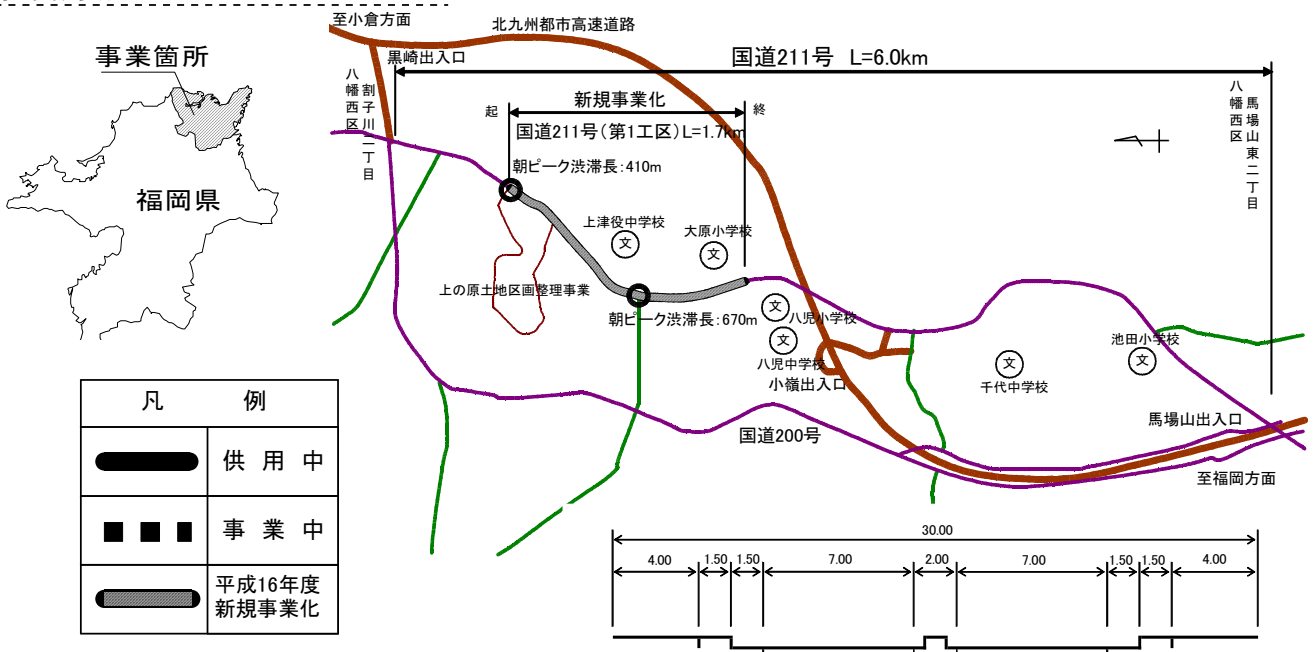 至小倉方面
北九州都市高速道路
事業箇所
黒崎出入口
国道211号 L=6.0km
八幡西区
割子川二丁目
八幡西区
馬場山東二丁目
起
新規事業化
終
国道211号(第1工区)L=1.7km
朝ピーク渋滞長:410m
福岡県
上津役中学校
文
大原小学校
文
上の原土地区画整理事業
朝ピーク渋滞長:670m
文
八児小学校
文
八児中学校
小嶺出入口
文
千代中学校
池田小学校
文
馬場山出入口
国道200号
至福岡方面
凡 例
供 用 中
事 業 中
平成16年度
新規事業化
30.00
4.00 1.50 1.50 7.00 2.00 7.00 1.50 1.50 4.00